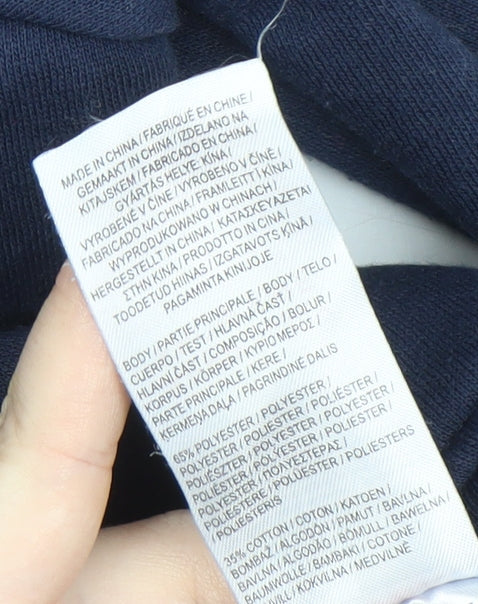 MADE IN CHINA / FABRIQUÉ EN CHINE /
GEMAAKT IN CHINA / IZDELANO NA
KITAJSKEM / FABRICADO EN CHINA /
GYÁRTÁS HELYE: KÍNA /
VYROBENÉ V ČÍNE / VYROBENO V ČÍNĚ /
FABRICADO NA CHINA / FRAMLEITT Í KÍNA /
WYPRODUKOWANO W CHINACH /
HERGESTELLT IN CHINA / ΚΑΤΑΣΚΕΥΑΖΕΤΑΙ
ΣΤΗΝ ΚΙΝΑ / PRODOTTO IN CINA /
TOODETUD HIINAS / IZGATAVOTS ĶĪNĀ /
PAGAMINTA KINIJOJE
BODY / PARTIE PRINCIPALE / BODY / TELO /
CUERPO / TEST / HLAVNÁ ČASŤ /
HLAVNÍ ČÁST / COMPOSIÇÃO / BOLUR /
KORPUS / KÖRPER / ΚΥΡΙΟ ΜΕΡΟΣ /
PARTE PRINCIPALE / KERE /
ĶERMEŅA DAĻA / PAGRINDINĖ DALIS
65% POLYESTER / POLYESTER /
POLYESTER / POLIESTER / POLIÉSTER /
POLIÉSZTER / POLYESTER / POLYESTER /
POLIÉSTER / POLYESTER / POLIESTER /
POLYESTER / ΠΟΛΥΕΣΤΕΡΑΣ /
POLIESTERE / POLÜESTER / POLIESTERS
/ POLIESTERIS
35% COTTON / COTON / KATOEN /
BOMBAŽ / ALGODÓN / PAMUT / BAVLNA /
BAVLNA / ALGODÃO / BÓMULL / BAWEŁNA /
BAUMWOLLE / ΒΑΜΒΑΚΙ / COTONE /
PUUVILL / KOKVILNA / MEDVILNĖ